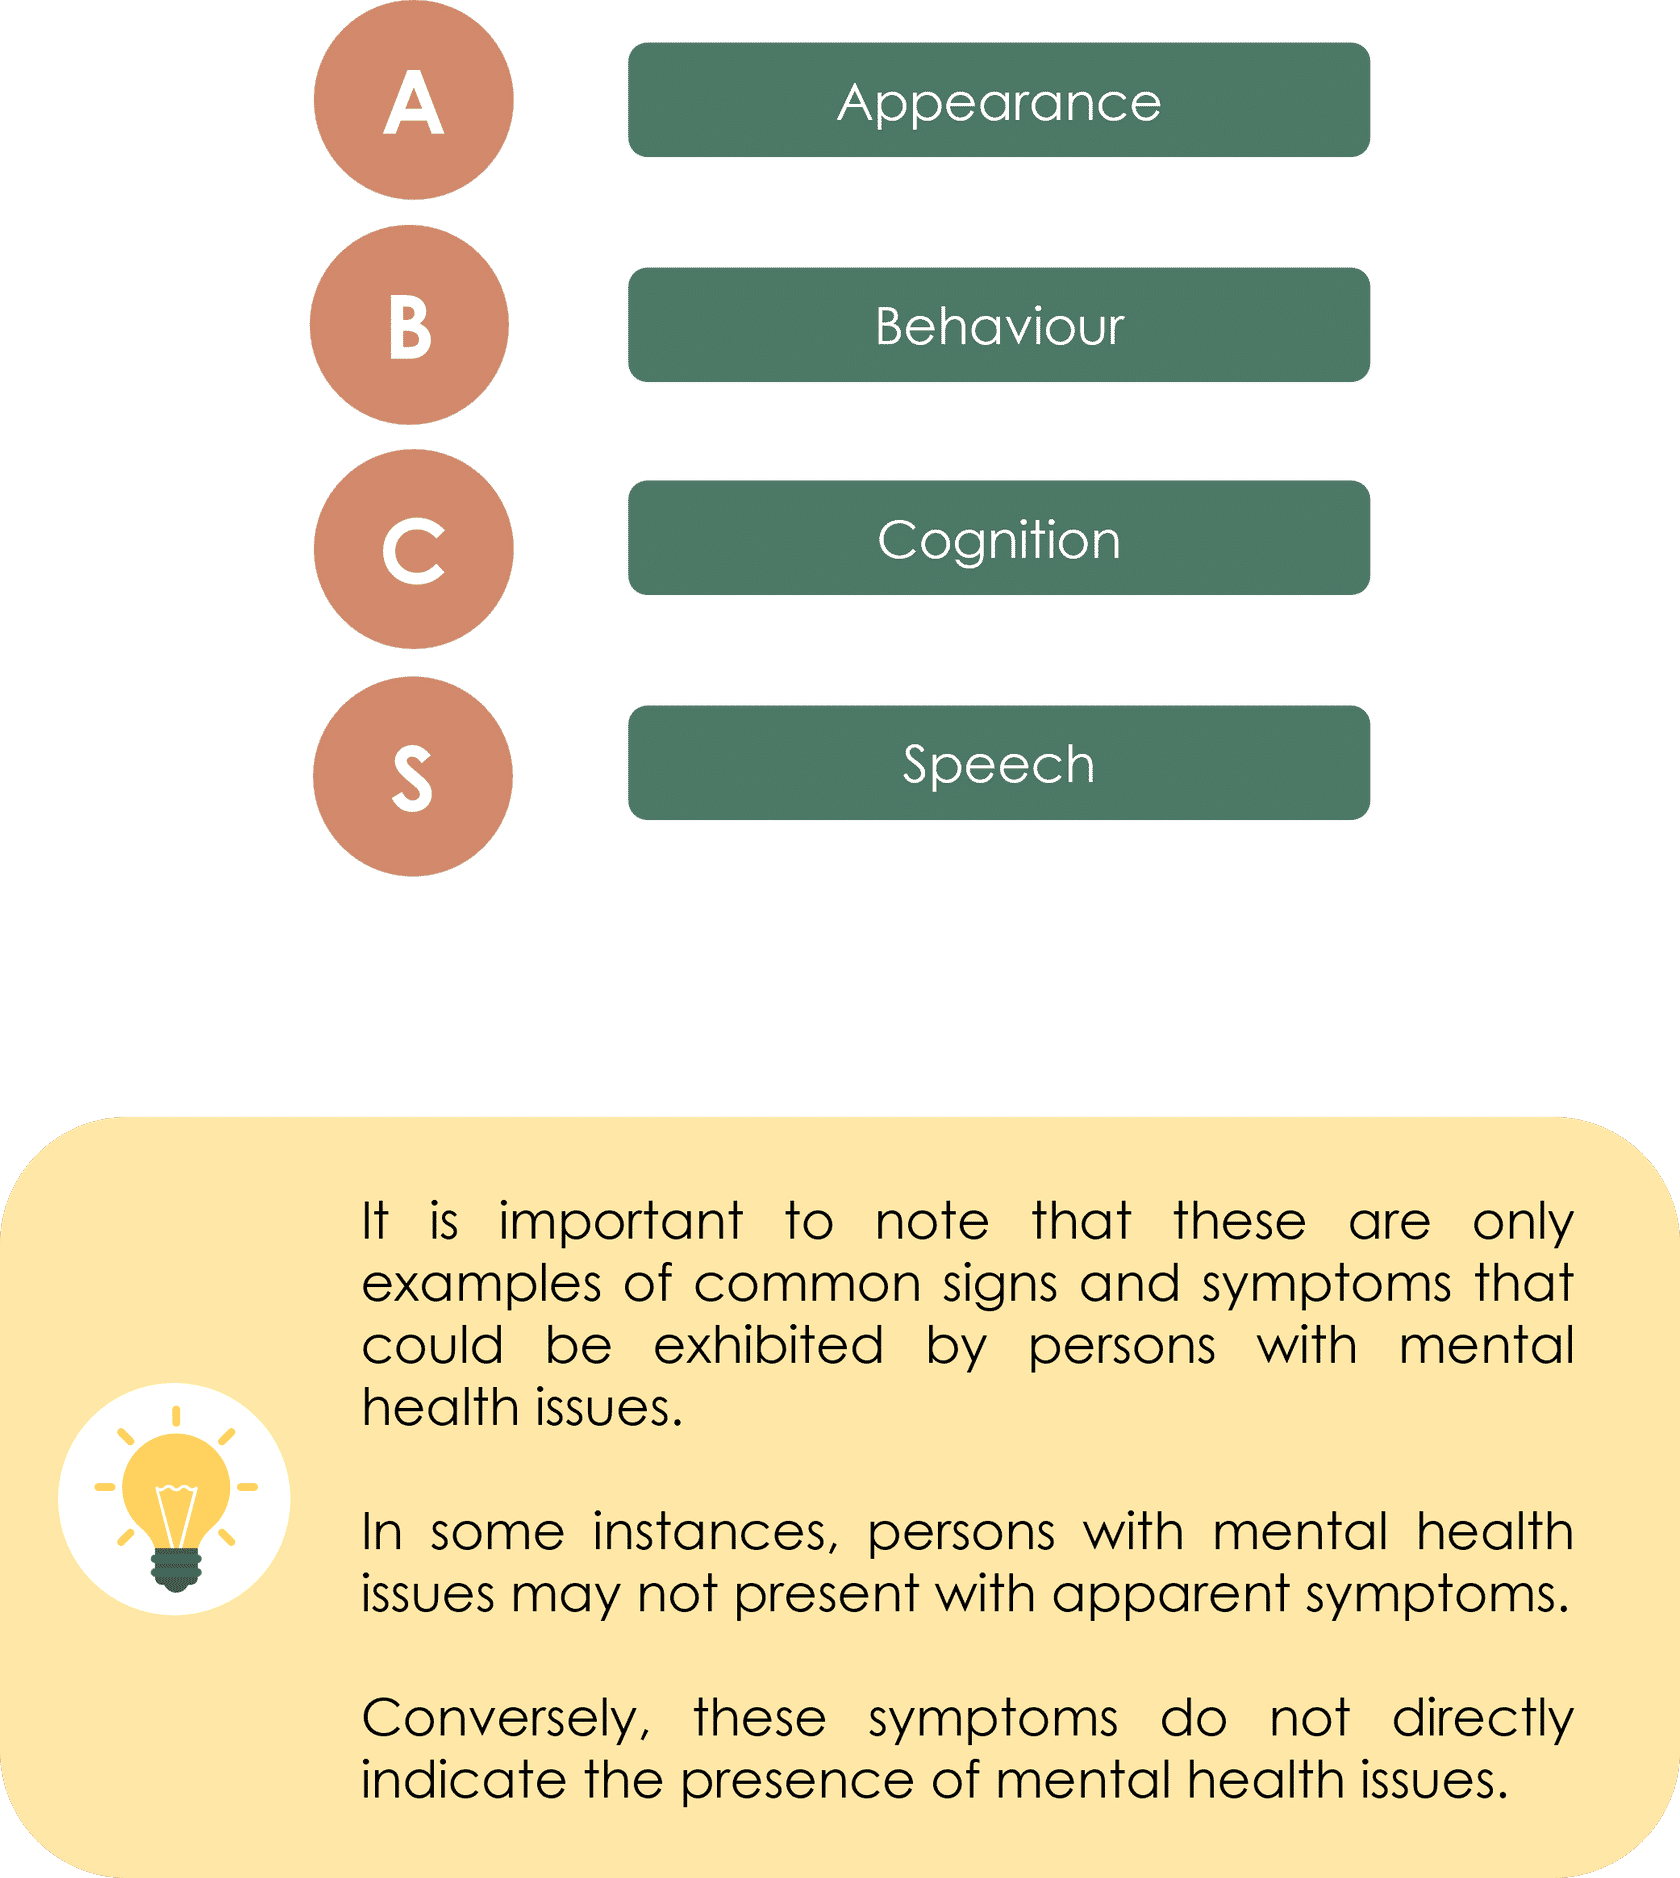 A
Appearance
B
Behaviour
C
Cognition
S
Speech
It is important to note that these are only
examples of common signs and symptoms that
could be exhibited by persons with mental
health issues.
In some instances, persons with mental health
issues may not present with apparent symptoms.
Conversely, these symptoms do not directly
indicate the presence of mental health issues.